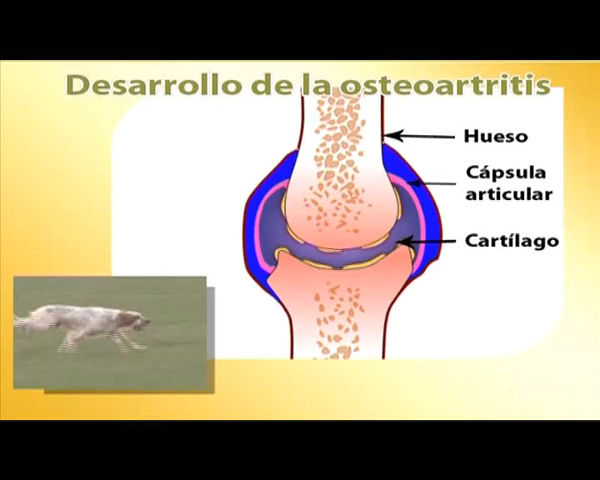 Desarrollo de la osteoartritis
Hueso
Cápsula
articular
Cartílago